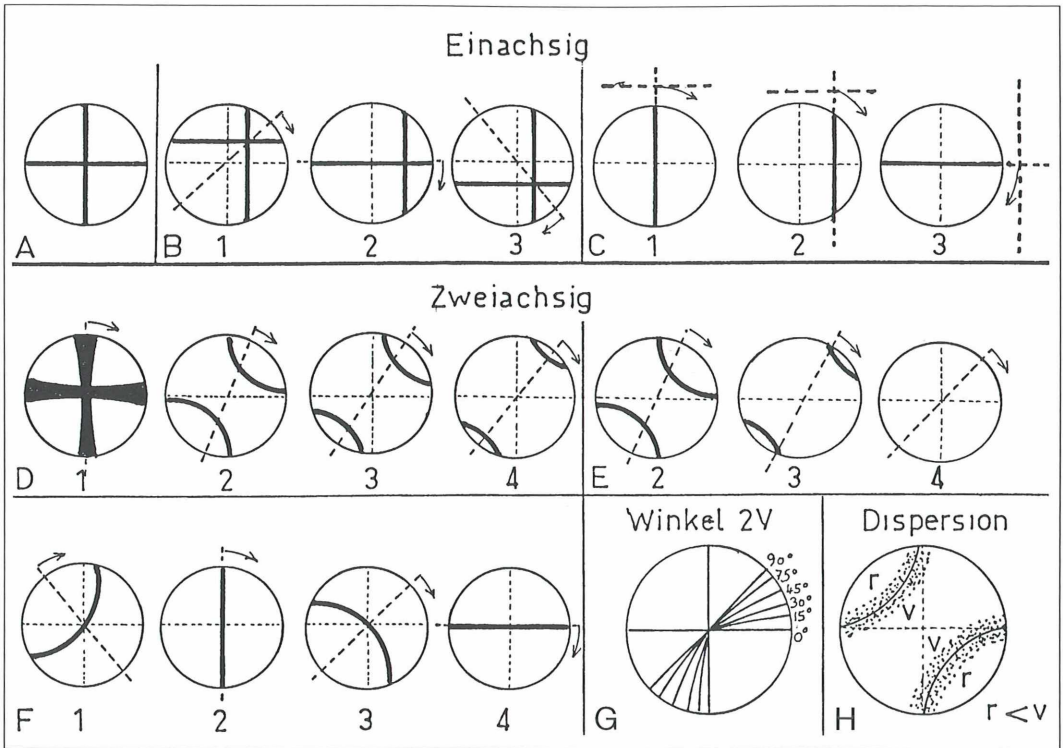 Einachsig
A
B 1 2 3
C 1 2 3
Zweiachsig
D 1 2 3 4
E 2 3 4
F 1 2 3 4
Winkel 2V
90°
75°
45°
30°
15°
0°
G
Dispersion
r
v
v
r
H
r < v